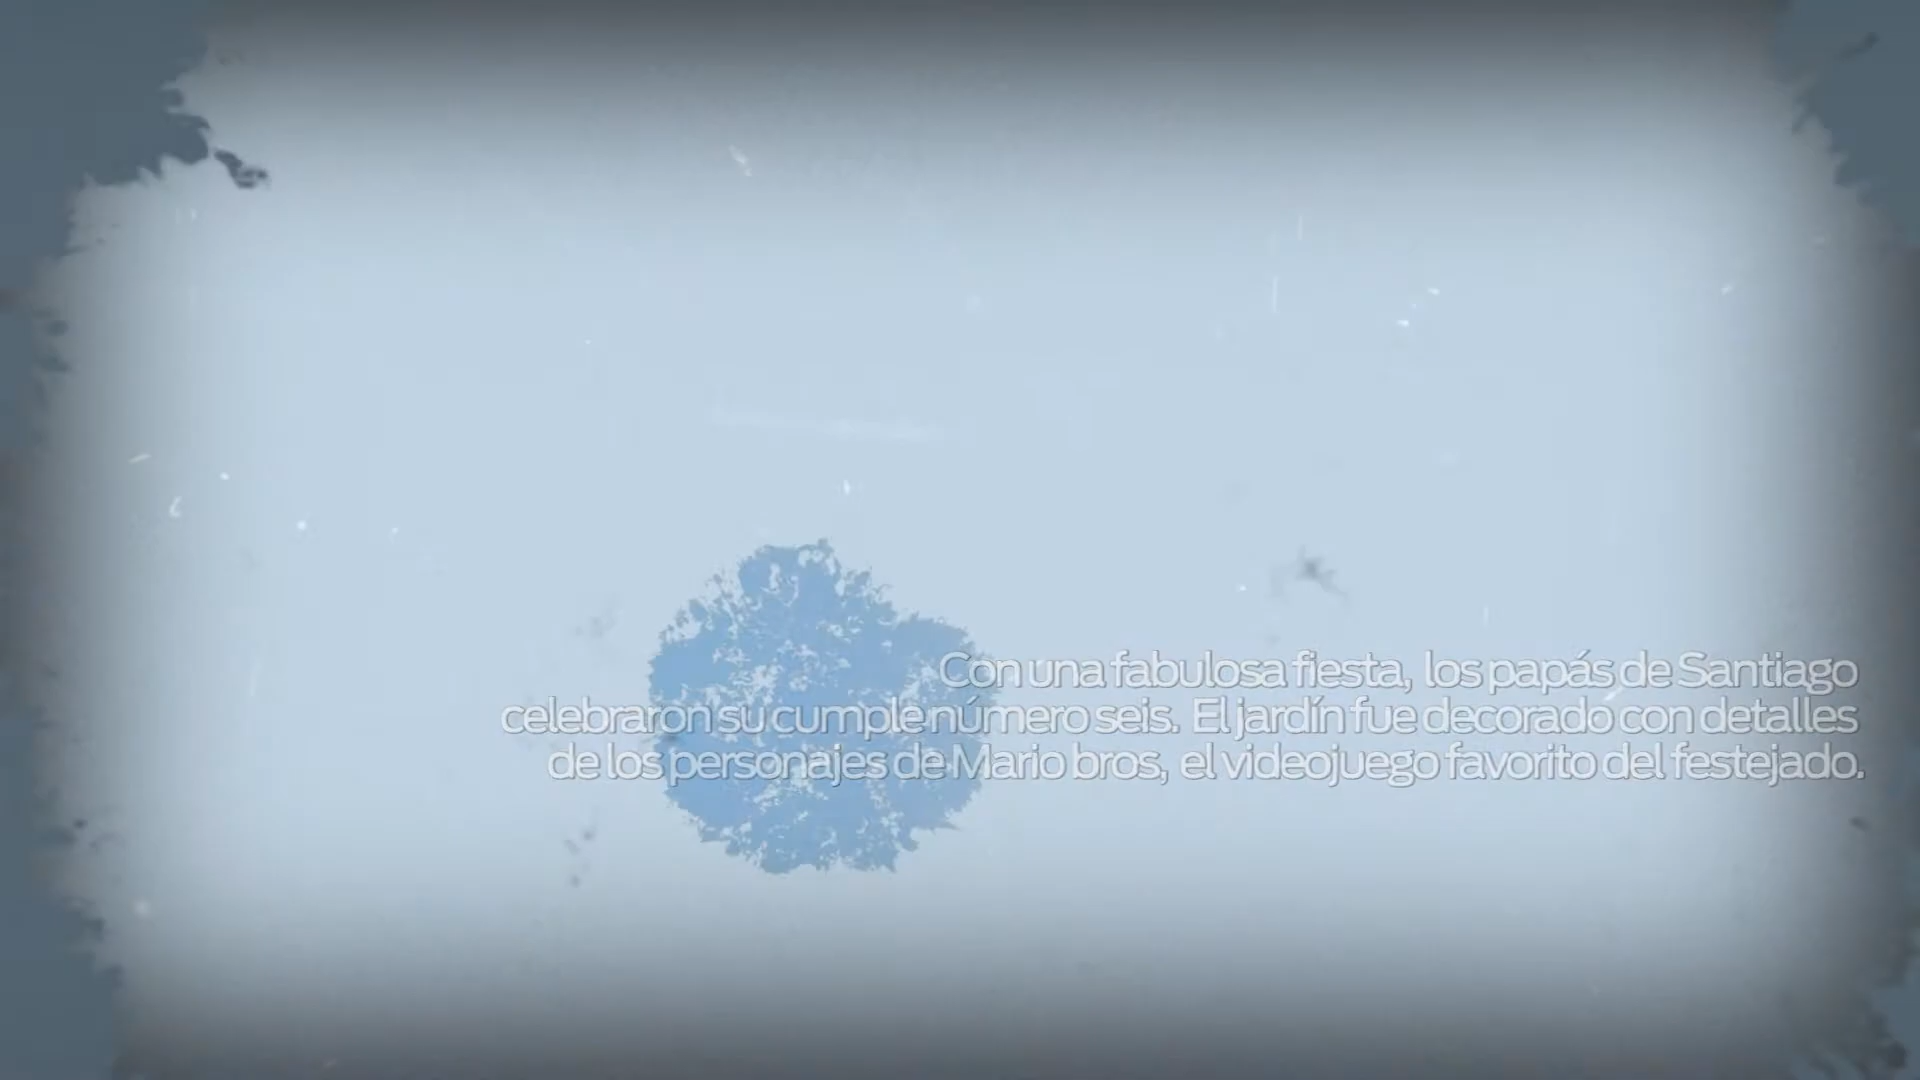 Con una fabulosa fiesta, los papás de Santiago
celebraron su cumple número seis. El jardín fue decorado con detalles
de los personajes de Mario bros, el videojuego favorito del festejado.